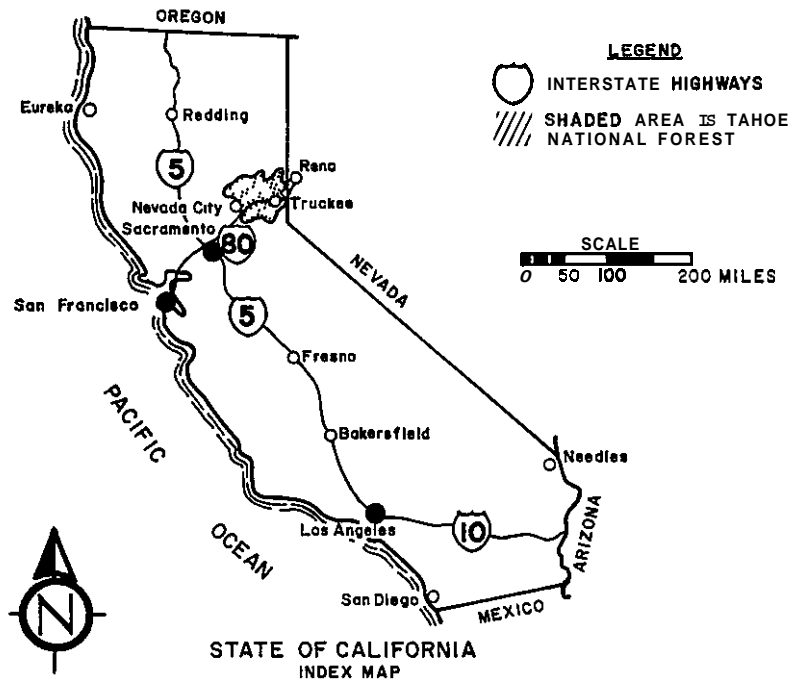 OREGON
LEGEND
INTERSTATE HIGHWAYS
SHADED AREA IS TAHOE
NATIONAL FOREST
Eureka
Redding
5
Reno
Nevada City
Truckee
Sacramento
80
SCALE
0 50 100 200 MILES
NEVADA
San Francisco
5
Fresno
PACIFIC
Bakersfield
Needles
OCEAN
Los Angeles
10
ARIZONA
San Diego
MEXICO
N
STATE OF CALIFORNIA
INDEX MAP